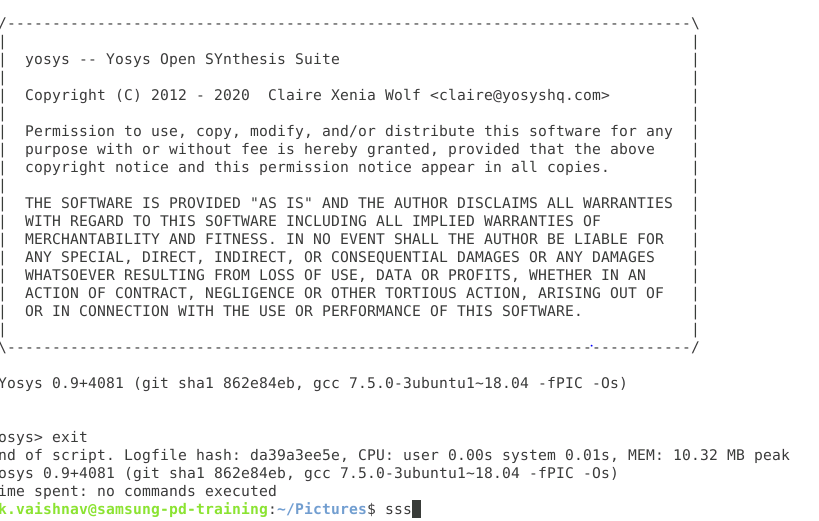 /----------------------------------------------------------------------------\
|                                                                            |
|  yosys -- Yosys Open SYnthesis Suite                                       |
|                                                                            |
|  Copyright (C) 2012 - 2020  Claire Xenia Wolf <claire@yosyshq.com>         |
|                                                                            |
|  Permission to use, copy, modify, and/or distribute this software for any  |
|  purpose with or without fee is hereby granted, provided that the above    |
|  copyright notice and this permission notice appear in all copies.         |
|                                                                            |
|  THE SOFTWARE IS PROVIDED "AS IS" AND THE AUTHOR DISCLAIMS ALL WARRANTIES  |
|  WITH REGARD TO THIS SOFTWARE INCLUDING ALL IMPLIED WARRANTIES OF          |
|  MERCHANTABILITY AND FITNESS. IN NO EVENT SHALL THE AUTHOR BE LIABLE FOR   |
|  ANY SPECIAL, DIRECT, INDIRECT, OR CONSEQUENTIAL DAMAGES OR ANY DAMAGES    |
|  WHATSOEVER RESULTING FROM LOSS OF USE, DATA OR PROFITS, WHETHER IN AN     |
|  ACTION OF CONTRACT, NEGLIGENCE OR OTHER TORTIOUS ACTION, ARISING OUT OF   |
|  OR IN CONNECTION WITH THE USE OR PERFORMANCE OF THIS SOFTWARE.            |
|                                                                            |
\----------------------------------------------------------------------------/
Yosys 0.9+4081 (git sha1 862e84eb, gcc 7.5.0-3ubuntu1~18.04 -fPIC -Os)
osys> exit
nd of script. Logfile hash: da39a3ee5e, CPU: user 0.00s system 0.01s, MEM: 10.32 MB peak
osys 0.9+4081 (git sha1 862e84eb, gcc 7.5.0-3ubuntu1~18.04 -fPIC -Os)
ime spent: no commands executed
k.vaishnav@samsung-pd-training:~/Pictures$ sss